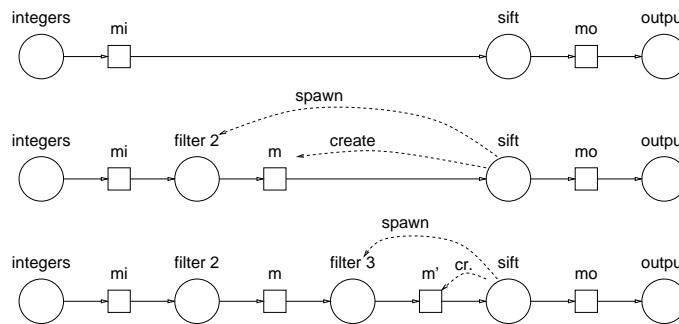 integers mi sift mo outpu
spawn
integers mi filter 2 m create sift mo outpu
spawn
integers mi filter 2 m filter 3 m' cr. sift mo outpu